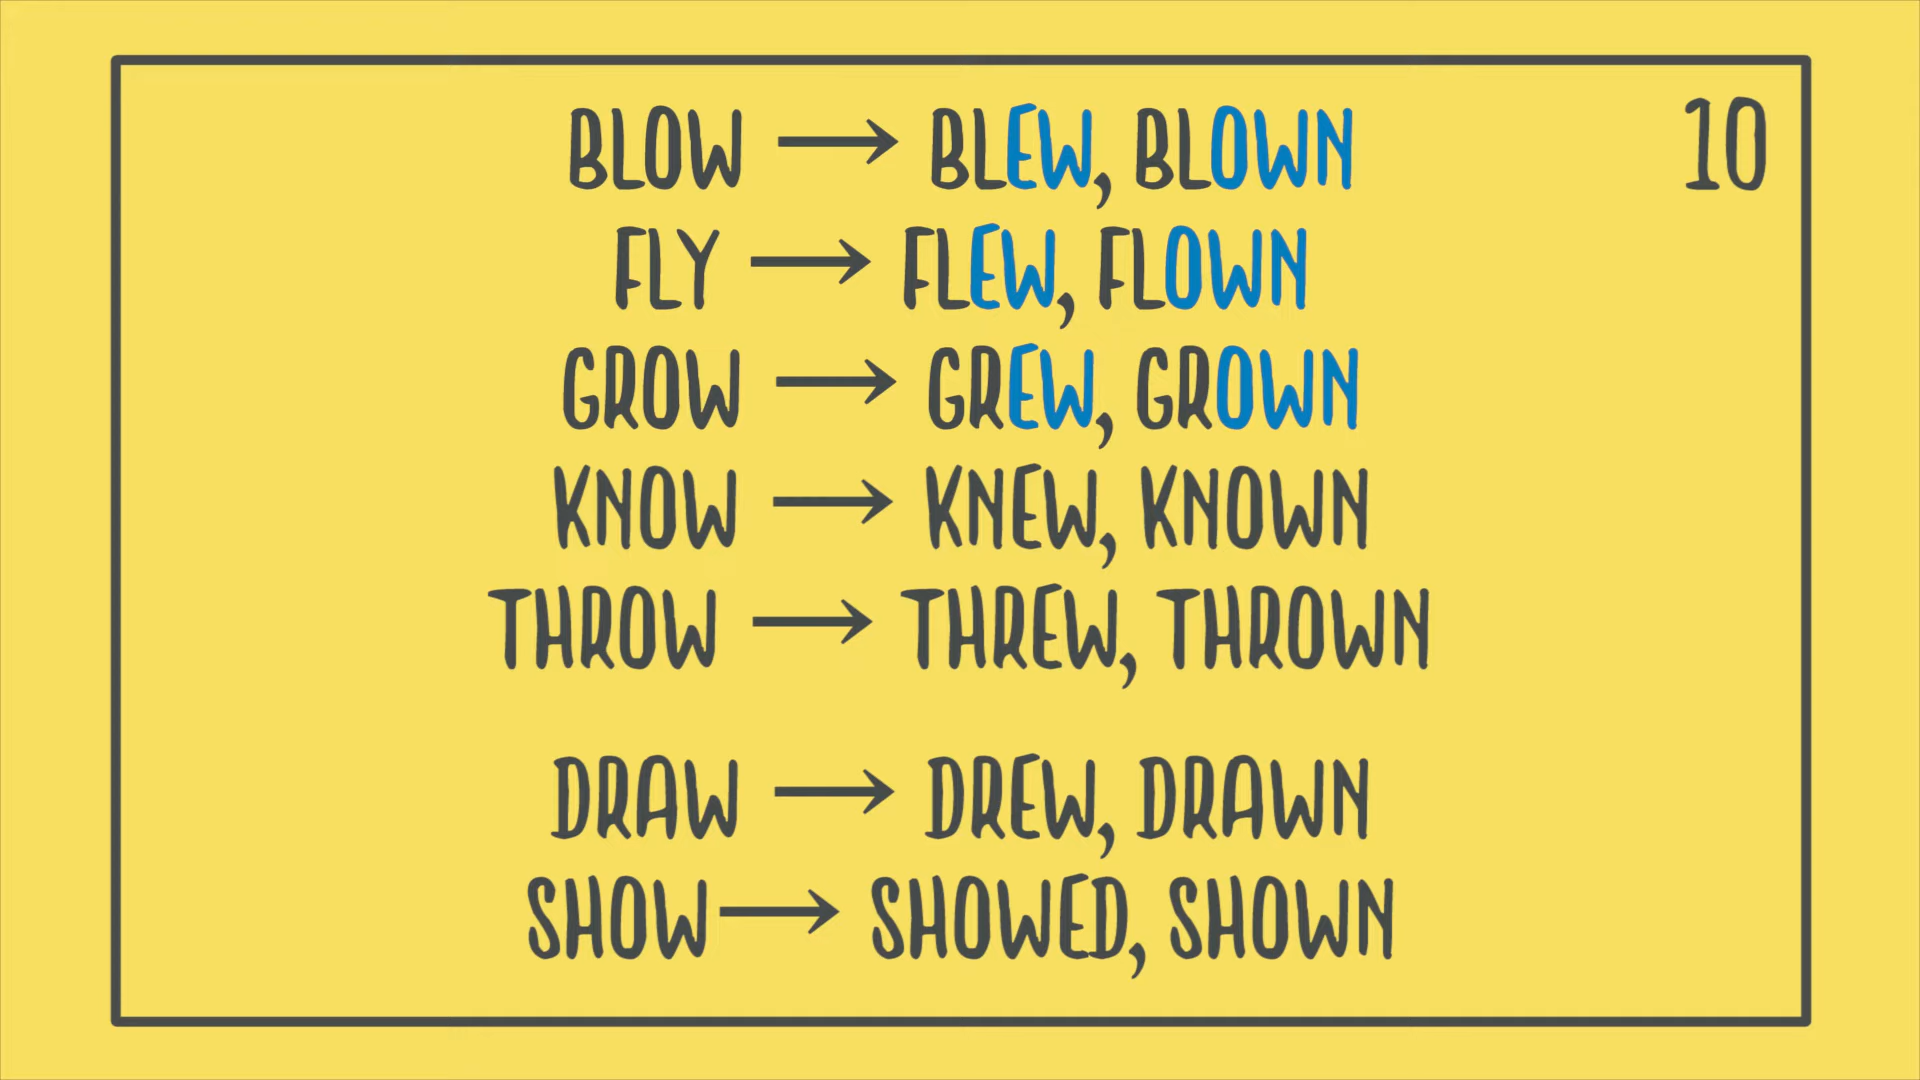 BLOW → BLEW, BLOWN
10
FLY → FLEW, FLOWN
GROW → GREW, GROWN
KNOW → KNEW, KNOWN
THROW → THREW, THROWN
DRAW → DREW, DRAWN
SHOW → SHOWED, SHOWN